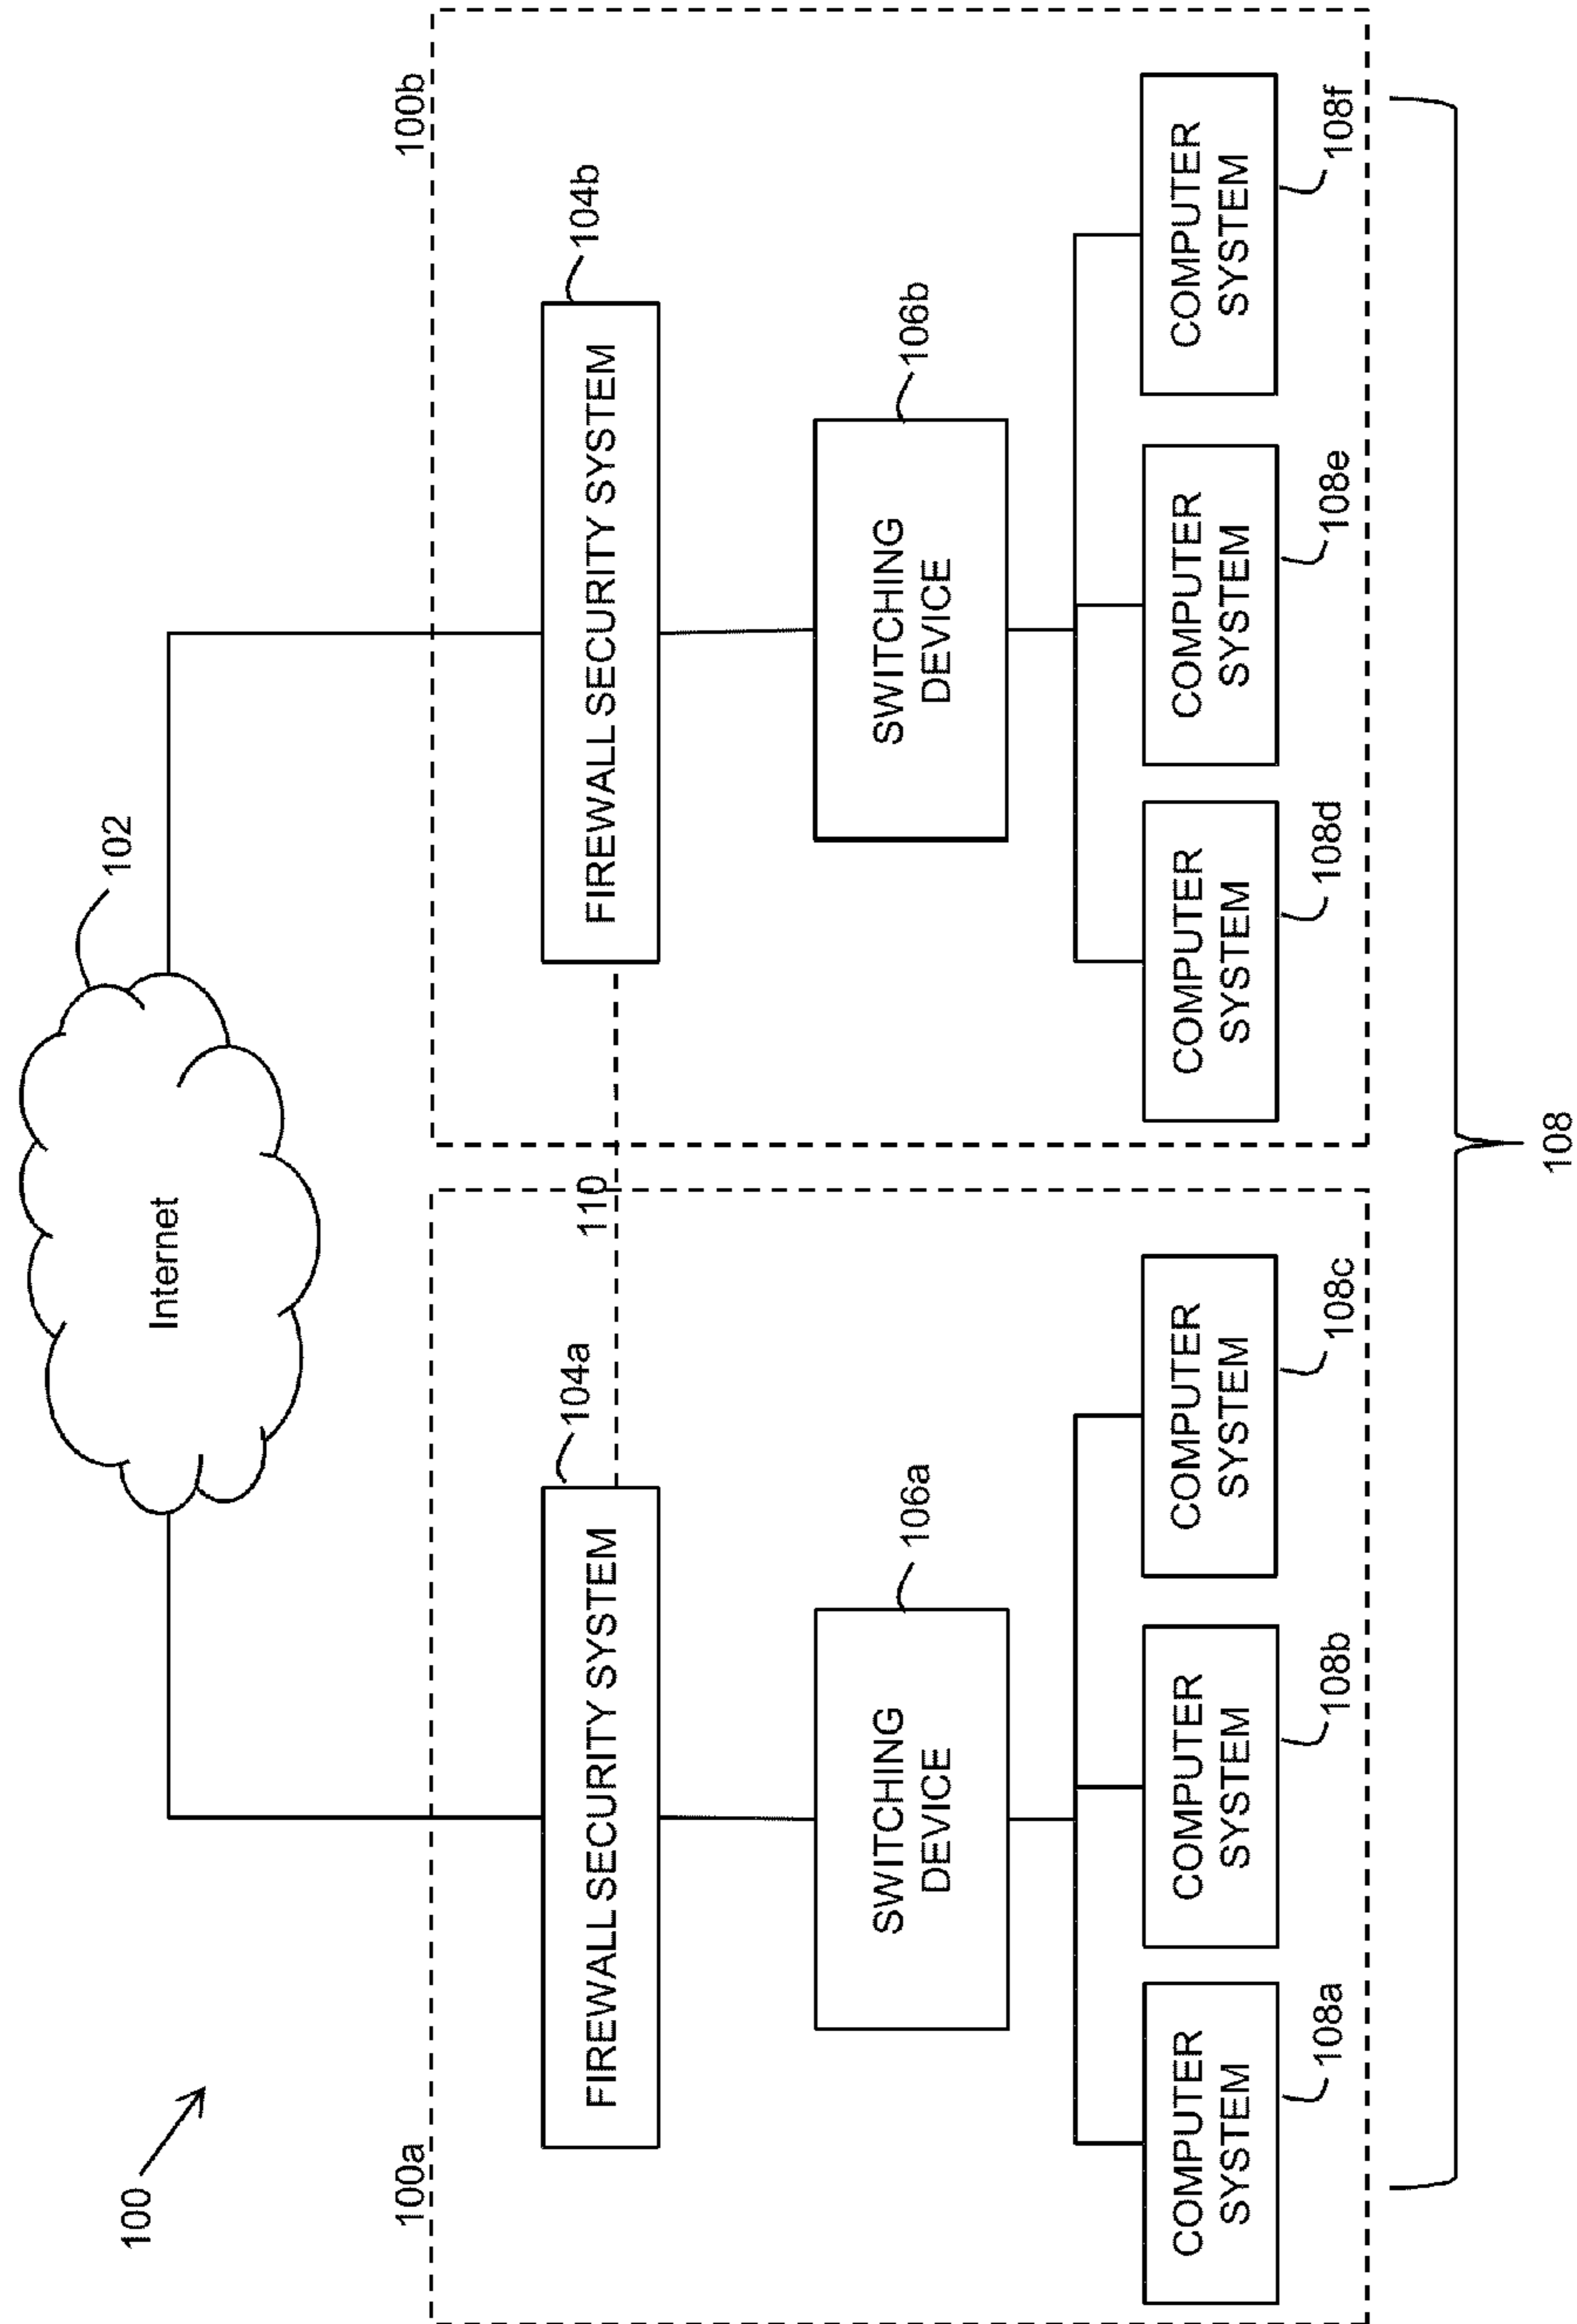 100
102
Internet
100a
100b
104a
104b
FIREWALL SECURITY SYSTEM
FIREWALL SECURITY SYSTEM
110
106a
106b
SWITCHING
DEVICE
SWITCHING
DEVICE
COMPUTER
SYSTEM
COMPUTER
SYSTEM
COMPUTER
SYSTEM
COMPUTER
SYSTEM
COMPUTER
SYSTEM
COMPUTER
SYSTEM
108a
108b
108c
108d
108e
108f
108